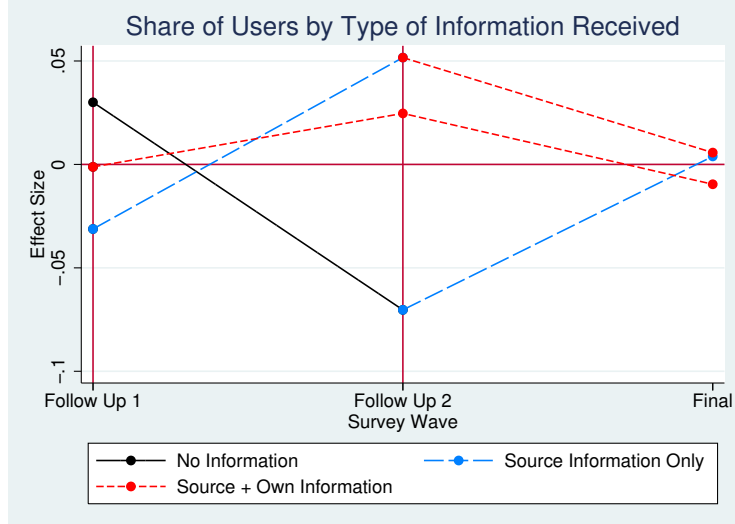 Share of Users by Type of Information Received
Effect Size
.05
0
-.05
-.1
Follow Up 1
Follow Up 2
Final
Survey Wave
No Information
Source Information Only
Source + Own Information